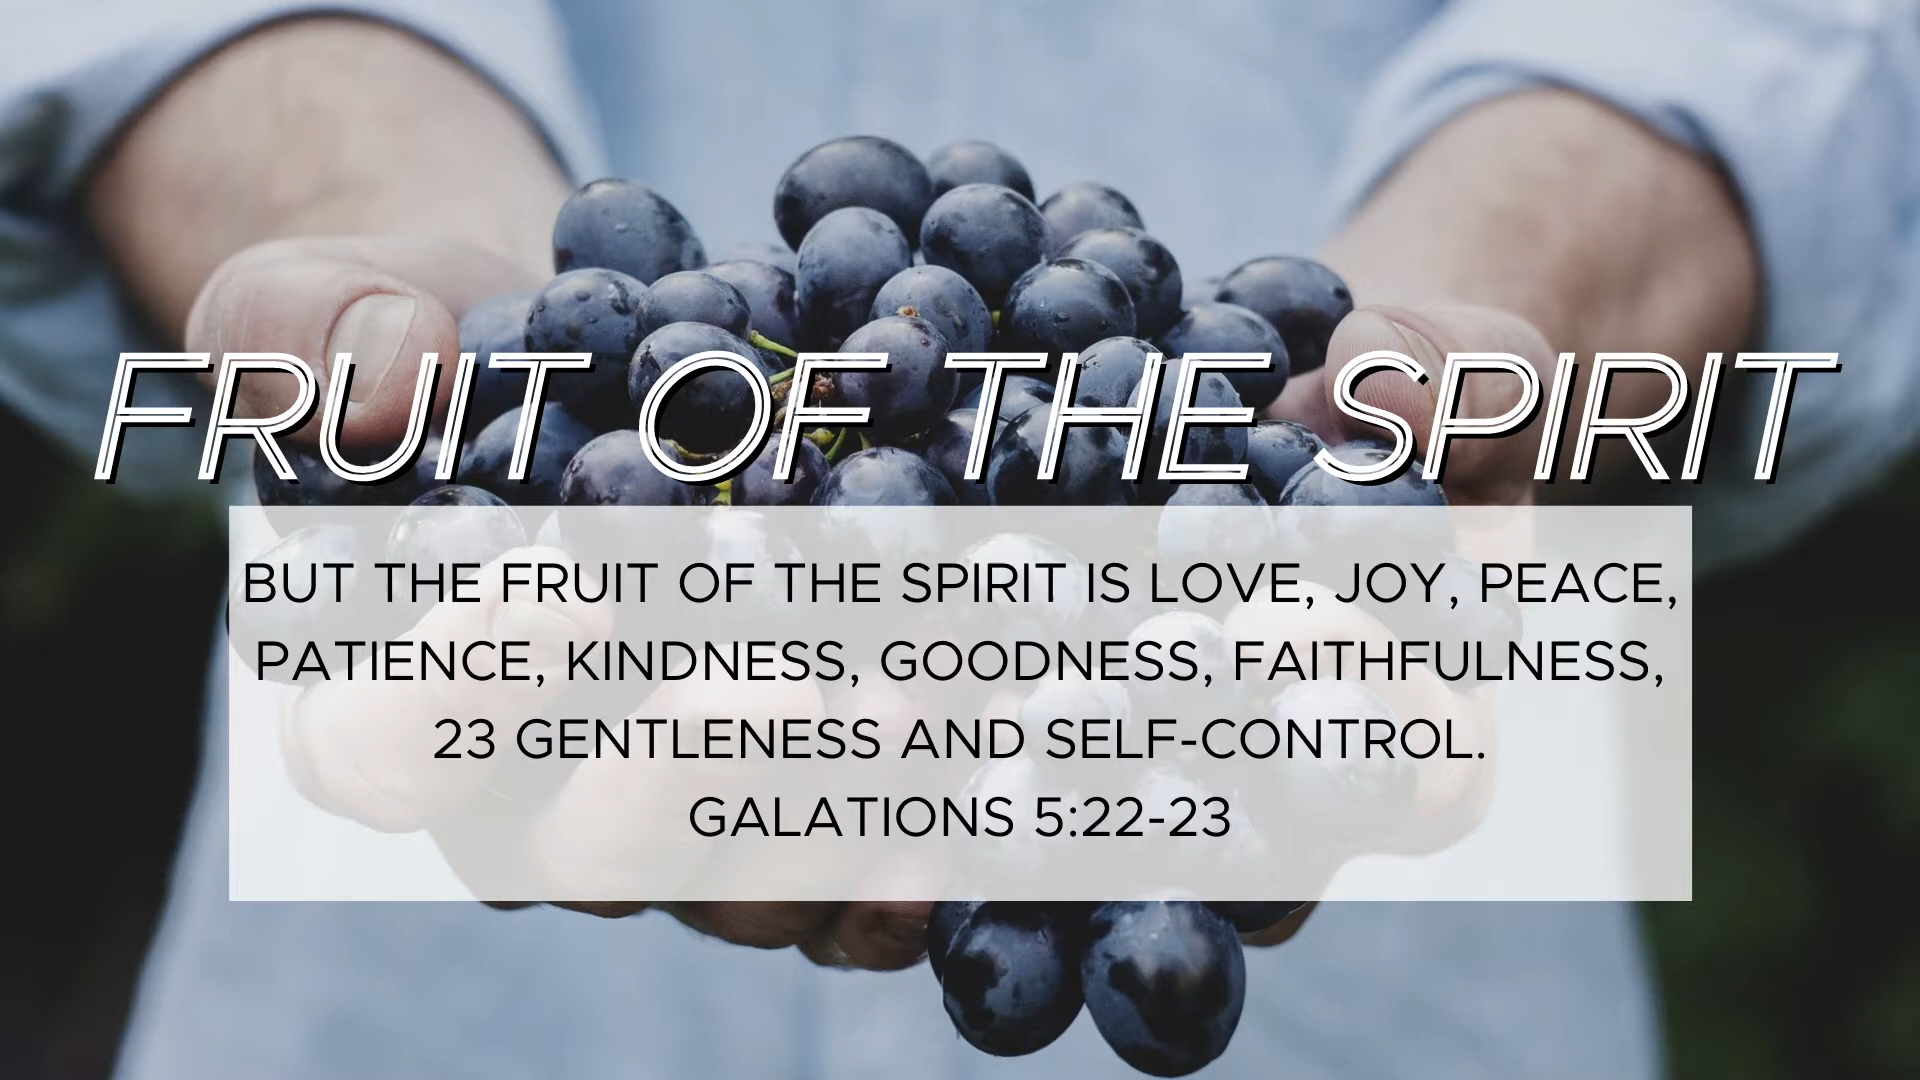 FRUIT OF THE SPIRIT
BUT THE FRUIT OF THE SPIRIT IS LOVE, JOY, PEACE,
PATIENCE, KINDNESS, GOODNESS, FAITHFULNESS,
23 GENTLENESS AND SELF-CONTROL.
GALATIONS 5:22-23